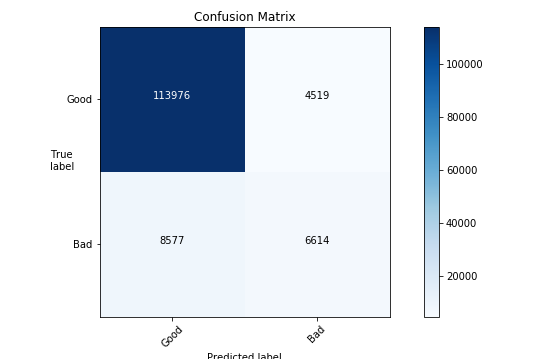 Confusion Matrix
Good
113976
4519
True
label
Bad
8577
6614
Good
Bad
Predicted label
100000
80000
60000
40000
20000